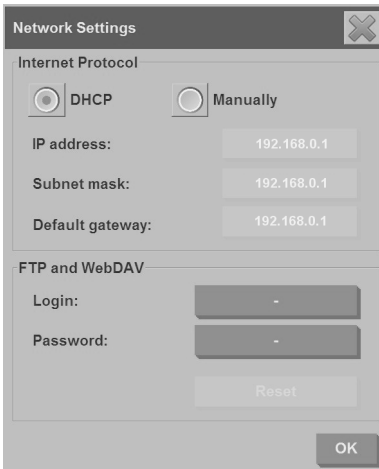 Network Settings
Internet Protocol
DHCP Manually
IP address: 192.168.0.1
Subnet mask: 192.168.0.1
Default gateway: 192.168.0.1
FTP and WebDAV
Login: -
Password: -
Reset
OK